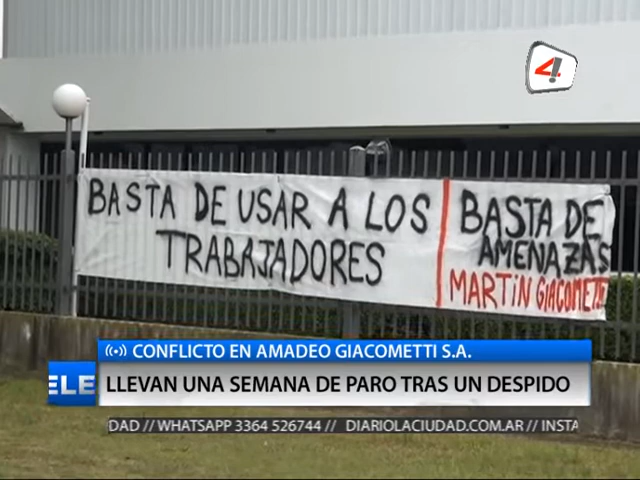 4!
BASTA DE USAR A LOS
TRABAJADORES
BASTA DE
AMENAZAS
MARTIN
CONFLICTO EN AMADEO GIACOMETTI S.A.
ELE
LLEVAN UNA SEMANA DE PARO TRAS UN DESPIDO
DAD // WHATSAPP 3364 526744 // DIARIOLACIUDAD.COM.AR // INSTA